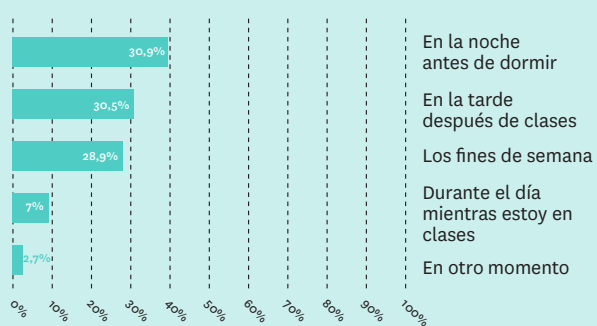 30,9%
En la noche
antes de dormir
30,5%
En la tarde
después de clases
28,9%
Los fines de semana
7%
Durante el día
mientras estoy en
clases
2,7%
En otro momento
0%
10%
20%
30%
40%
50%
60%
70%
80%
90%
100%